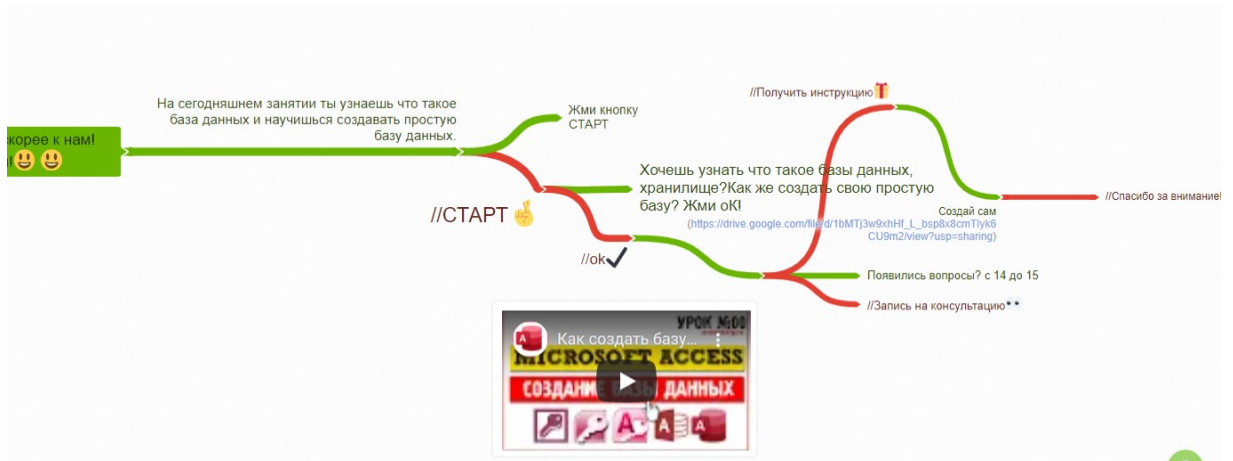 скорее к нам!
!😃 😃
На сегодняшнем занятии ты узнаешь что такое
база данных и научишься создавать простую
базу данных.
Жми кнопку
СТАРТ
//СТАРТ🤞
Хочешь узнать что такое базы данных,
хранилище?Как же создать свою простую
базу? Жми оК!
//ok✔
//Получить инструкцию🎁
Создай сам
(https://drive.google.com/file/d/1bMTj3w9xhHf_L_bsp8x8cmTlyk6
CU9m2/view?usp=sharing)
//Спасибо за внимание!
Появились вопросы? с 14 до 15
//Запись на консультацию👀
УРОК №00
Как создать базу…
MICROSOFT ACCESS
СОЗДАНИЕ БАЗЫ ДАННЫХ